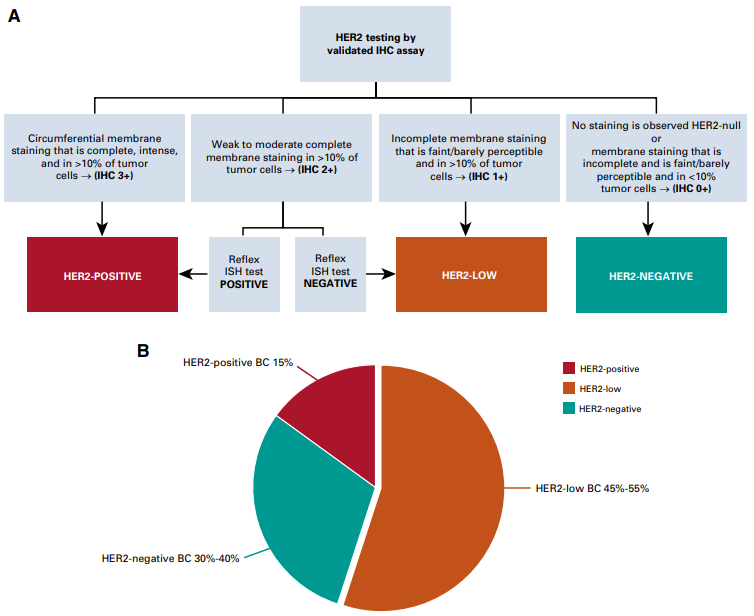 A
HER2 testing by
validated IHC assay
Circumferential membrane
staining that is complete, intense,
and in >10% of tumor
cells → (IHC 3+)
Weak to moderate complete
membrane staining in >10% of
tumor cells → (IHC 2+)
Incomplete membrane staining
that is faint/barely perceptible
and in >10% of tumor
cells → (IHC 1+)
No staining is observed HER2-null
or
membrane staining that is
incomplete and is faint/barely
perceptible and in <10%
tumor cells → (IHC 0+)
HER2-POSITIVE
Reflex
ISH test
POSITIVE
Reflex
ISH test
NEGATIVE
HER2-LOW
HER2-NEGATIVE
B
HER2-positive BC 15%
HER2-positive
HER2-low
HER2-negative
HER2-low BC 45%-55%
HER2-negative BC 30%-40%